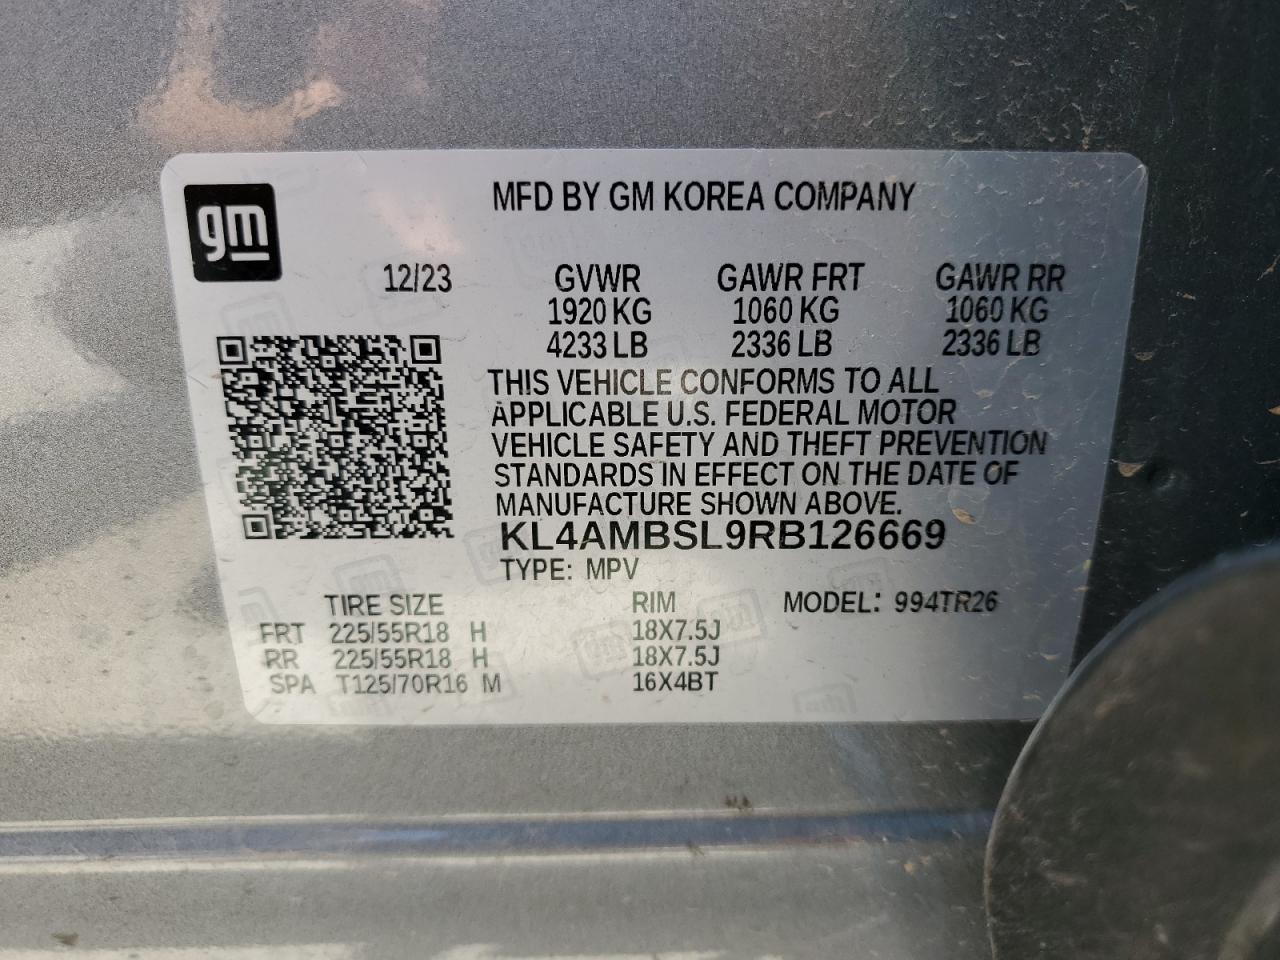 gm
MFD BY GM KOREA COMPANY
12/23 GVWR GAWR FRT GAWR RR
1920 KG 1060 KG 1060 KG
4233 LB 2336 LB 2336 LB
THIS VEHICLE CONFORMS TO ALL
APPLICABLE U.S. FEDERAL MOTOR
VEHICLE SAFETY AND THEFT PREVENTION
STANDARDS IN EFFECT ON THE DATE OF
MANUFACTURE SHOWN ABOVE.
KL4AMBSL9RB126669
TYPE: MPV
TIRE SIZE RIM MODEL: 994TR26
FRT 225/55R18 H 18X7.5J
RR 225/55R18 H 18X7.5J
SPA T125/70R16 M 16X4BT